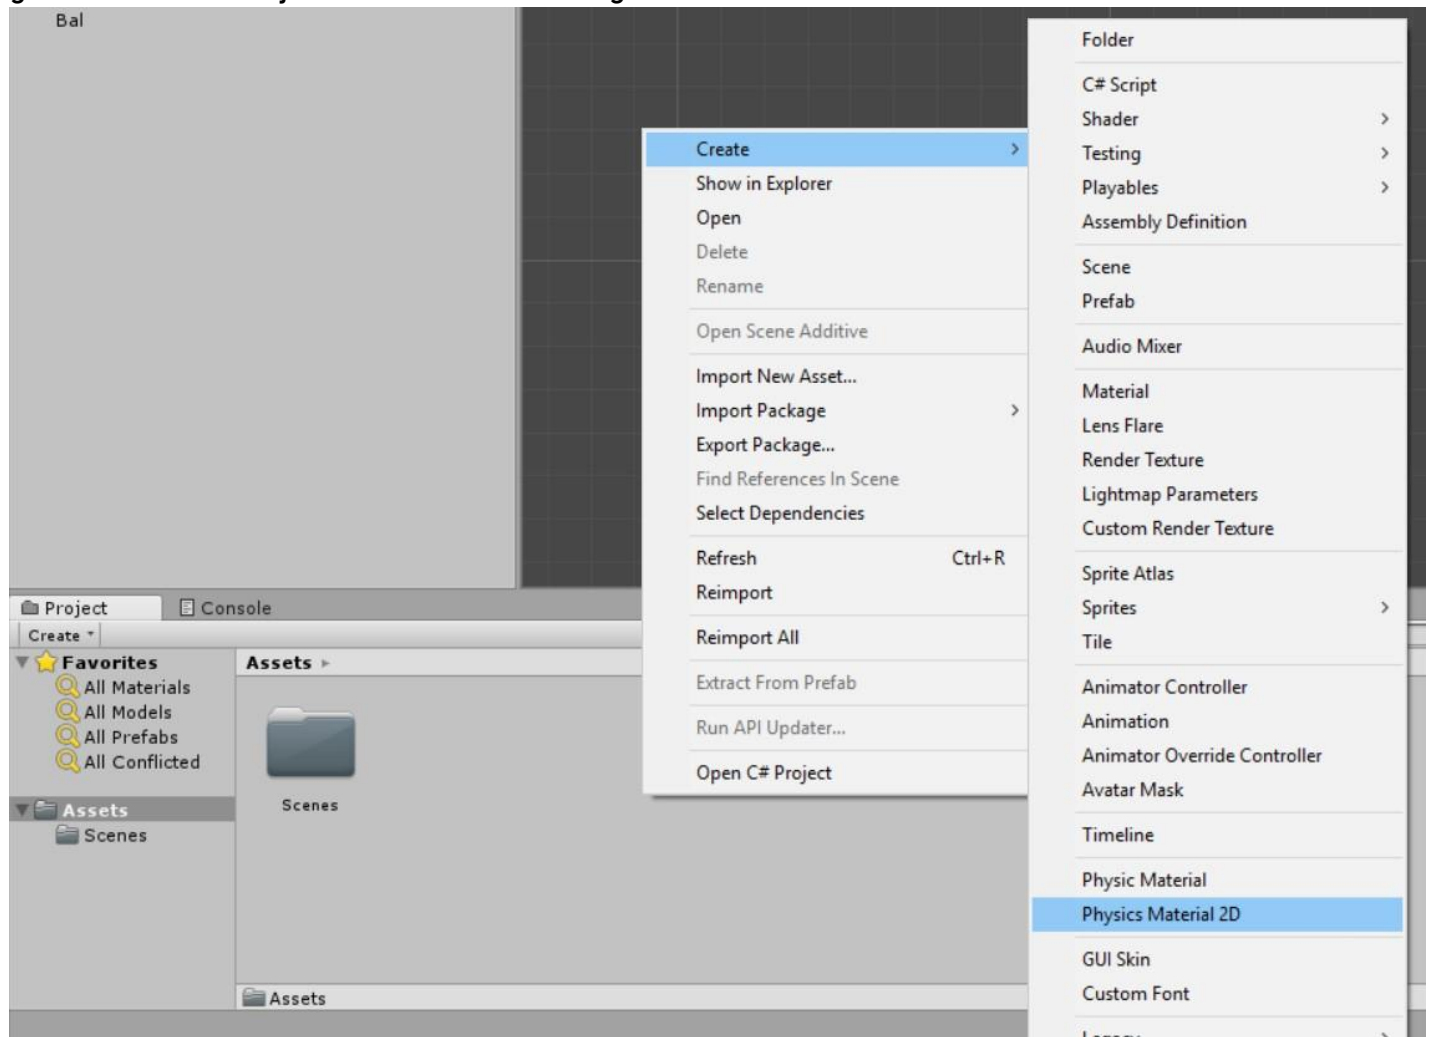 Bal
Create
Show in Explorer
Open
Delete
Rename
Open Scene Additive
Import New Asset...
Import Package
Export Package...
Find References In Scene
Select Dependencies
Refresh Ctrl+R
Reimport
Reimport All
Extract From Prefab
Run API Updater...
Open C# Project
Folder
C# Script
Shader
Testing
Playables
Assembly Definition
Scene
Prefab
Audio Mixer
Material
Lens Flare
Render Texture
Lightmap Parameters
Custom Render Texture
Sprite Atlas
Sprites
Tile
Animator Controller
Animation
Animator Override Controller
Avatar Mask
Timeline
Physic Material
Physics Material 2D
GUI Skin
Custom Font
Project Console
Create
Favorites
All Materials
All Models
All Prefabs
All Conflicted
Assets
Scenes
Assets
Scenes
Assets